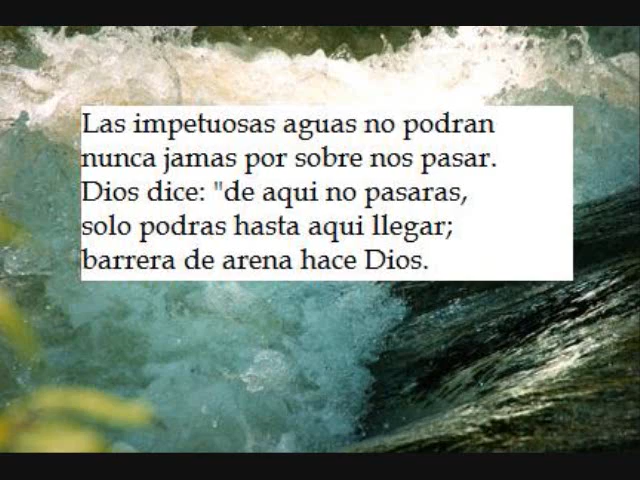 Las impetuosas aguas no podran
nunca jamas por sobre nos pasar.
Dios dice: "de aqui no pasaras,
solo podras hasta aqui llegar;
barrera de arena hace Dios.